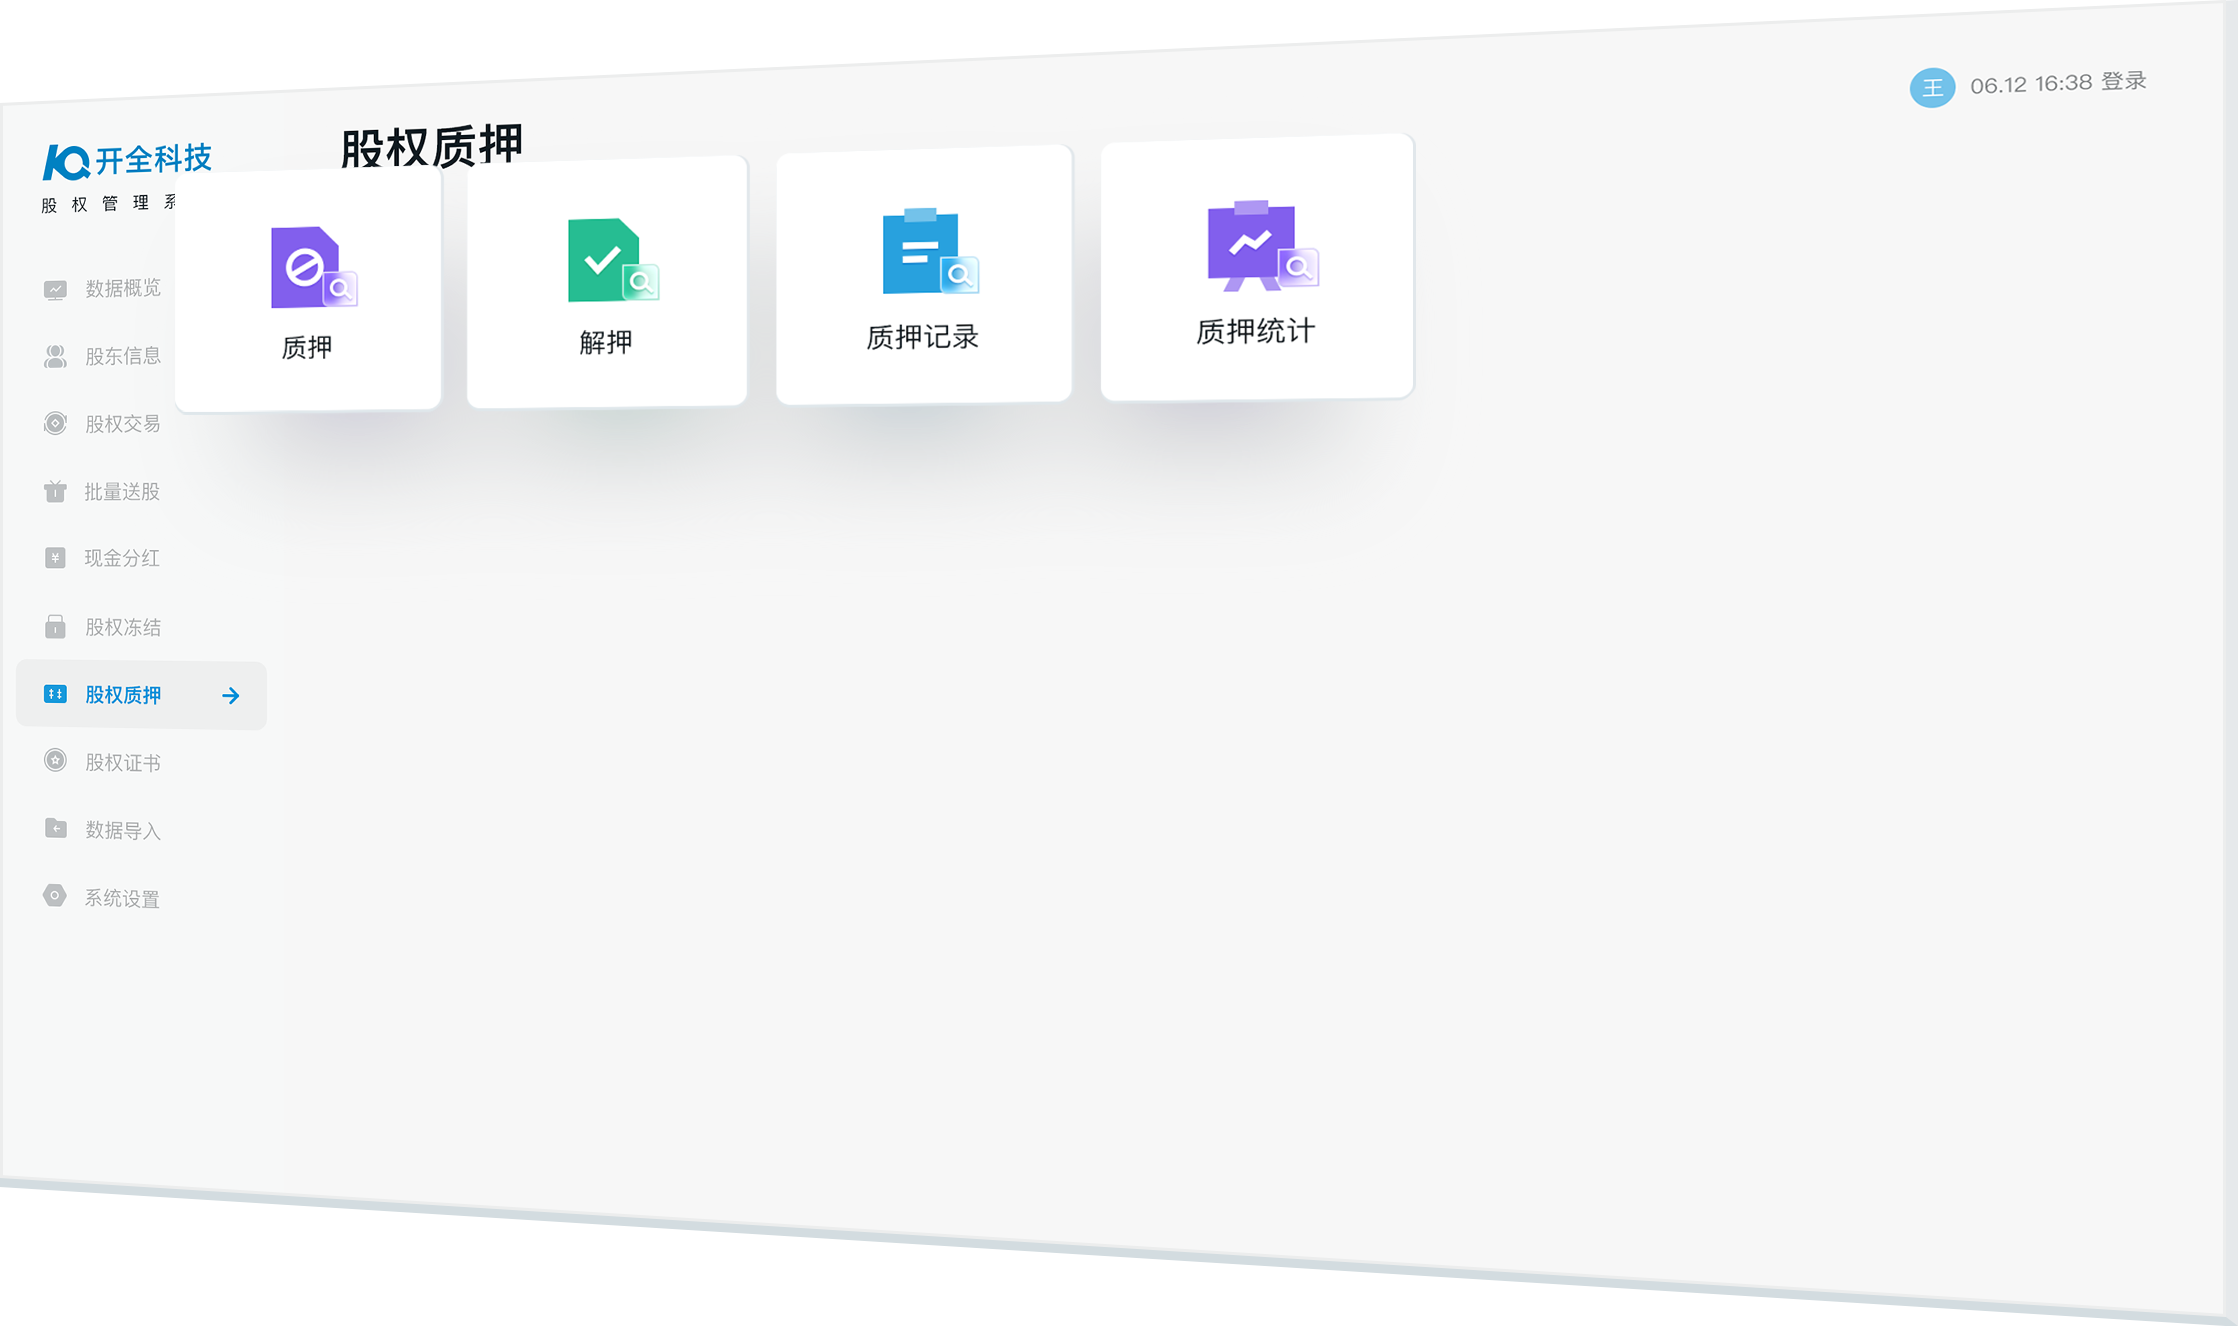 开全科技
股权管理系
王 06.12 16:38 登录
股权质押
数据概览
股东信息
股权交易
批量送股
现金分红
股权冻结
股权质押
股权证书
数据导入
系统设置
质押
解押
质押记录
质押统计